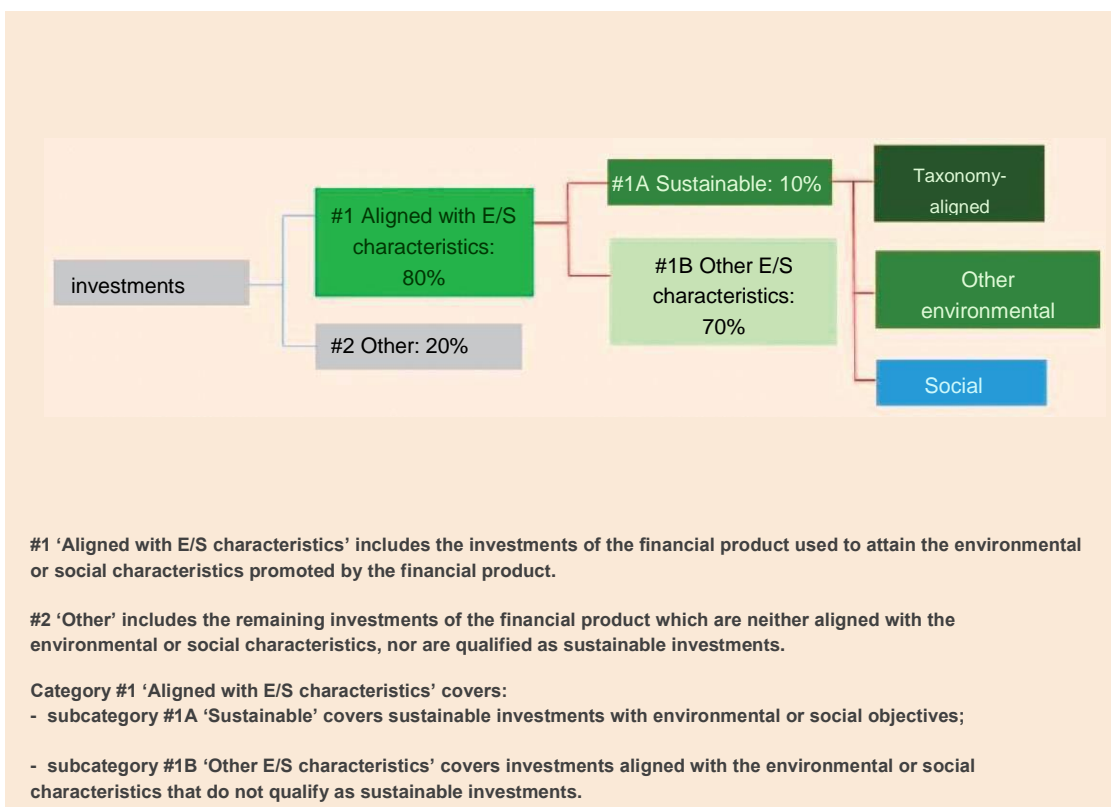 investments
#1 Aligned with E/S
characteristics:
80%
#2 Other: 20%
#1A Sustainable: 10%
#1B Other E/S
characteristics:
70%
Taxonomy-
aligned
Other
environmental
Social
#1 ‘Aligned with E/S characteristics’ includes the investments of the financial product used to attain the environmental
or social characteristics promoted by the financial product.
#2 ‘Other’ includes the remaining investments of the financial product which are neither aligned with the
environmental or social characteristics, nor are qualified as sustainable investments.
Category #1 ‘Aligned with E/S characteristics’ covers:
- subcategory #1A ‘Sustainable’ covers sustainable investments with environmental or social objectives;
- subcategory #1B ‘Other E/S characteristics’ covers investments aligned with the environmental or social
characteristics that do not qualify as sustainable investments.